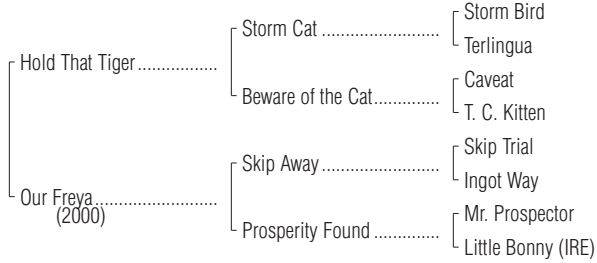 Storm Bird
Storm Cat ..............................
Terlingua
Hold That Tiger................
Caveat
Beware of the Cat.................
T. C. Kitten
Skip Trial
Skip Away ..............................
Ingot Way
Our Freya..........................
(2000)
Mr. Prospector
Prosperity Found .................
Little Bonny (IRE)